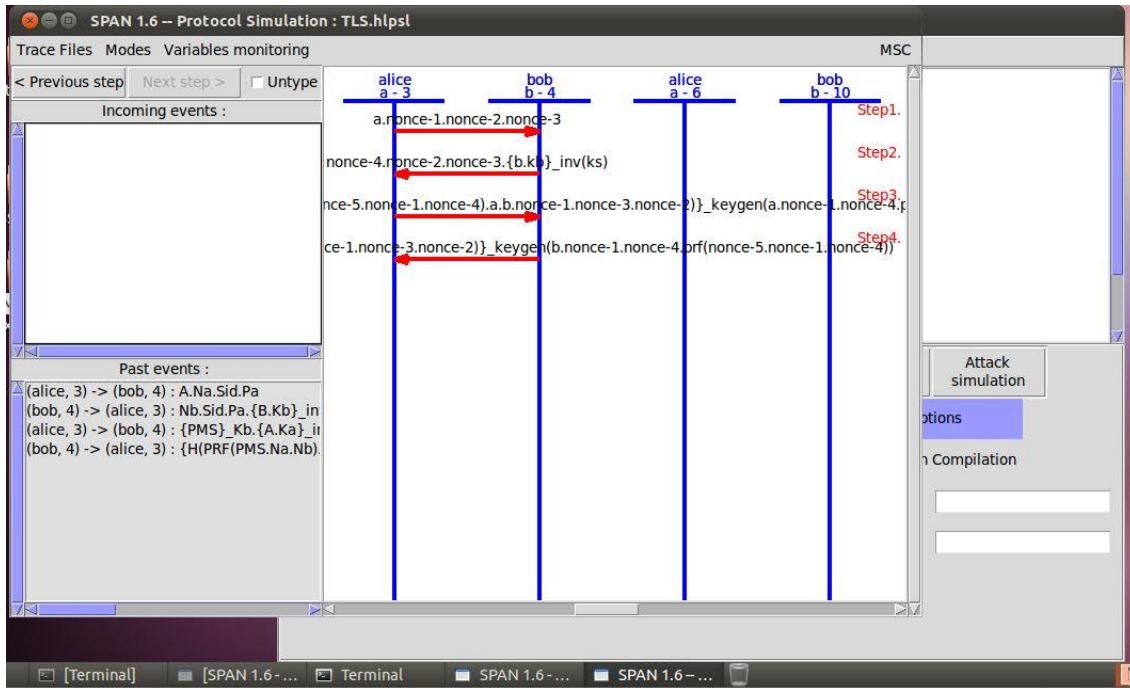 SPAN 1.6 -- Protocol Simulation : TLS.hlpsl
Trace Files Modes Variables monitoring MSC
< Previous step Next step > Untype
Incoming events :
alice bob alice bob
a - 3 b - 4 a - 6 b - 10
Step1.
a.nonce-1.nonce-2.nonce-3
Step2.
nonce-4.nonce-2.nonce-3.{b.kb}_inv(ks)
Step3.
nce-5.nonce-1.nonce-4).a.b.nonce-1.nonce-3.nonce-2)}_keygen(a.nonce-1.nonce-4.p
Step4.
ce-1.nonce-3.nonce-2)}_keygen(b.nonce-1.nonce-4.prf(nonce-5.nonce-1.nonce-4))
Past events :
(alice, 3) -> (bob, 4) : A.Na.Sid.Pa
(bob, 4) -> (alice, 3) : Nb.Sid.Pa.{B.Kb}_in
(alice, 3) -> (bob, 4) : {PMS}_Kb.{A.Ka}_i
(bob, 4) -> (alice, 3) : {H(PRF(PMS.Na.Nb).
Attack
simulation
ptions
Compilation
[Terminal] [SPAN 1.6 - ... Terminal SPAN 1.6 - ... SPAN 1.6 -- ...